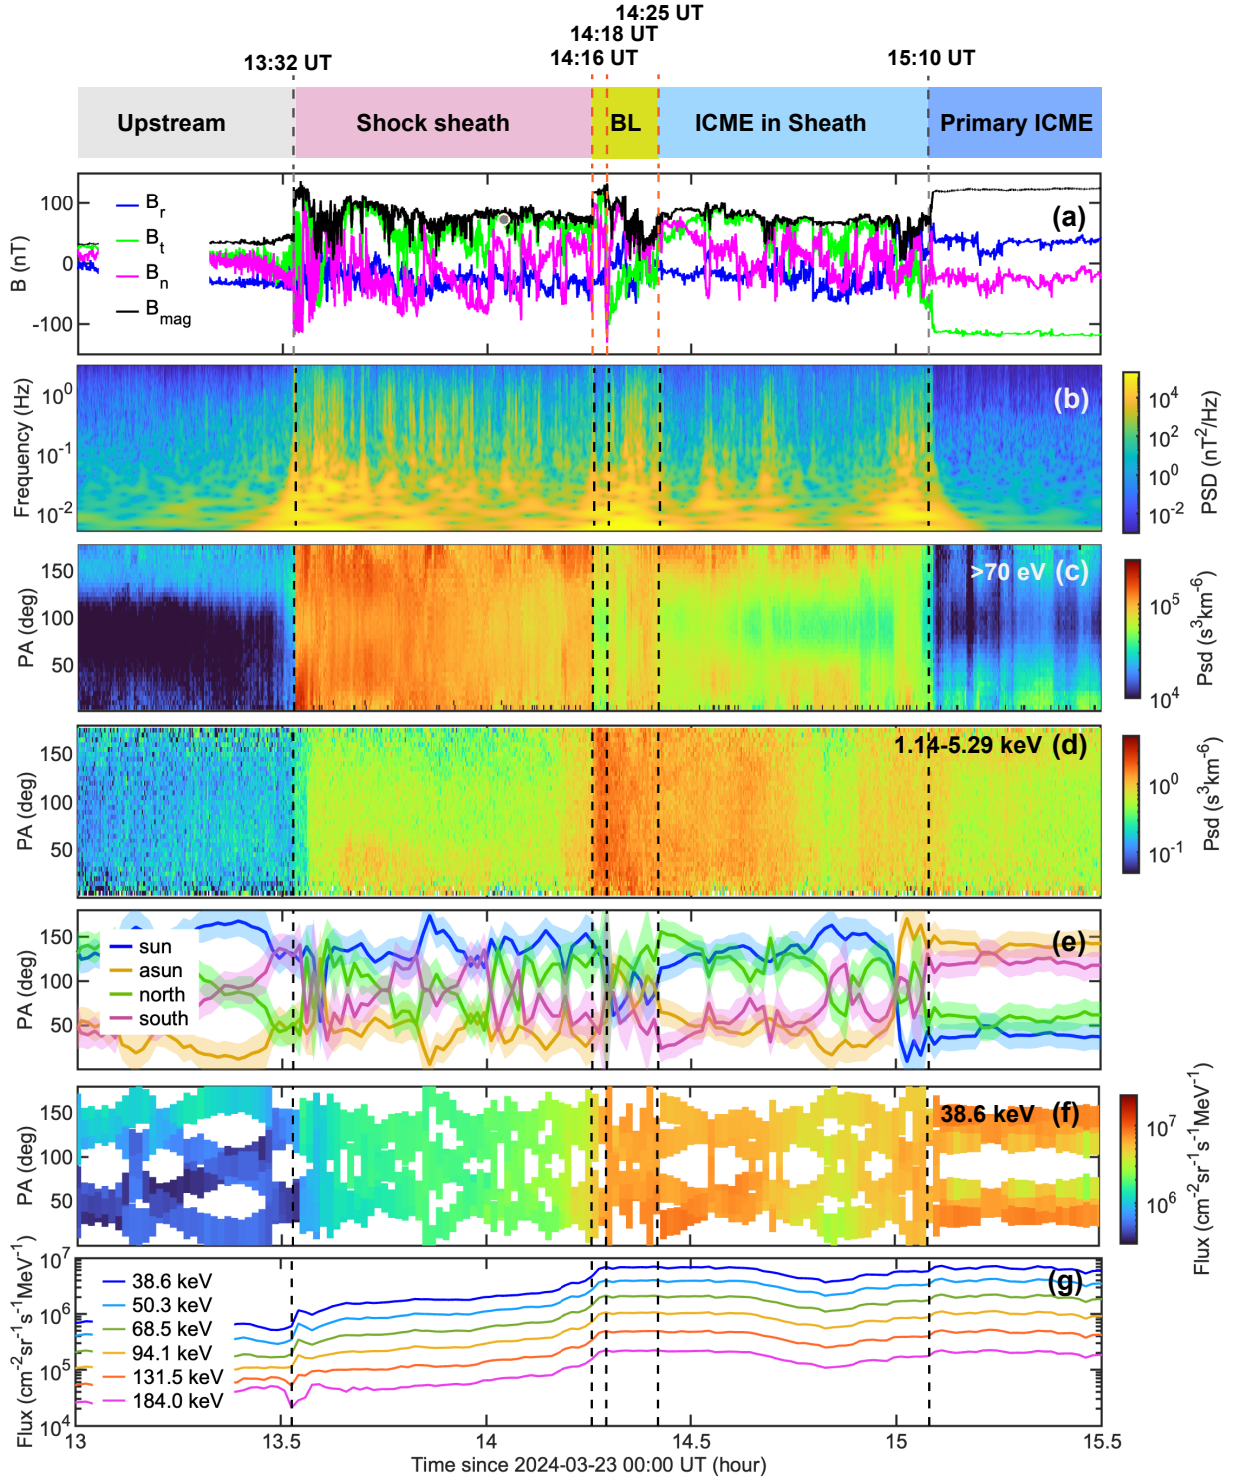 14:25 UT
14:18 UT
13:32 UT
14:16 UT
15:10 UT
Upstream
Shock sheath
BL
ICME in Sheath
Primary ICME
B (nT)
100
0
-100
B_r
B_t
B_n
B_mag
(a)
Frequency (Hz)
10^0
10^-1
10^-2
(b)
10^4
10^2
10^0
10^-2
PSD (nT^2/Hz)
PA (deg)
150
100
50
>70 eV (c)
10^5
10^4
Psd (s^3km^-6)
PA (deg)
150
100
50
1.14-5.29 keV (d)
10^0
10^-1
Psd (s^3km^-6)
PA (deg)
150
100
50
sun
asun
north
south
(e)
PA (deg)
150
100
50
38.6 keV (f)
10^7
10^6
Flux (cm^-2sr^-1s^-1MeV^-1)
Flux (cm^-2sr^-1s^-1MeV^-1)
10^7
10^6
10^5
10^4
38.6 keV
50.3 keV
68.5 keV
94.1 keV
131.5 keV
184.0 keV
(g)
13
13.5
14
14.5
15
15.5
Time since 2024-03-23 00:00 UT (hour)